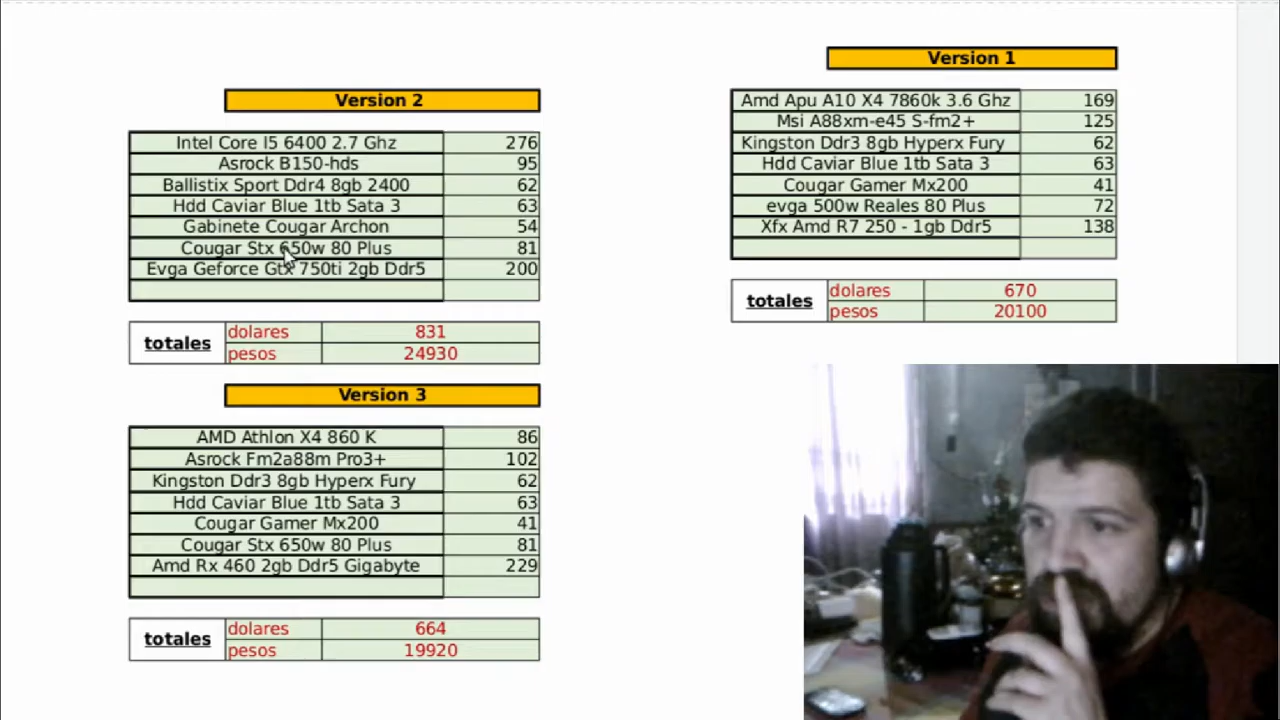 Version 1
Amd Apu A10 X4 7860k 3.6 Ghz 169
Msi A88xm-e45 S-fm2+ 125
Kingston Ddr3 8gb Hyperx Fury 62
Hdd Caviar Blue 1tb Sata 3 63
Cougar Gamer Mx200 41
evga 500w Reales 80 Plus 72
Xfx Amd R7 250 - 1gb Ddr5 138
totales
dolares 670
pesos 20100
Version 2
Intel Core I5 6400 2.7 Ghz 276
Asrock B150-hds 95
Ballistix Sport Ddr4 8gb 2400 62
Hdd Caviar Blue 1tb Sata 3 63
Gabinete Cougar Archon 54
Cougar Stx 650w 80 Plus 81
Evga Geforce Gtx 750ti 2gb Ddr5 200
totales
dolares 831
pesos 24930
Version 3
AMD Athlon X4 860 K 86
Asrock Fm2a88m Pro3+ 102
Kingston Ddr3 8gb Hyperx Fury 62
Hdd Caviar Blue 1tb Sata 3 63
Cougar Gamer Mx200 41
Cougar Stx 650w 80 Plus 81
Amd Rx 460 2gb Ddr5 Gigabyte 229
totales
dolares 664
pesos 19920